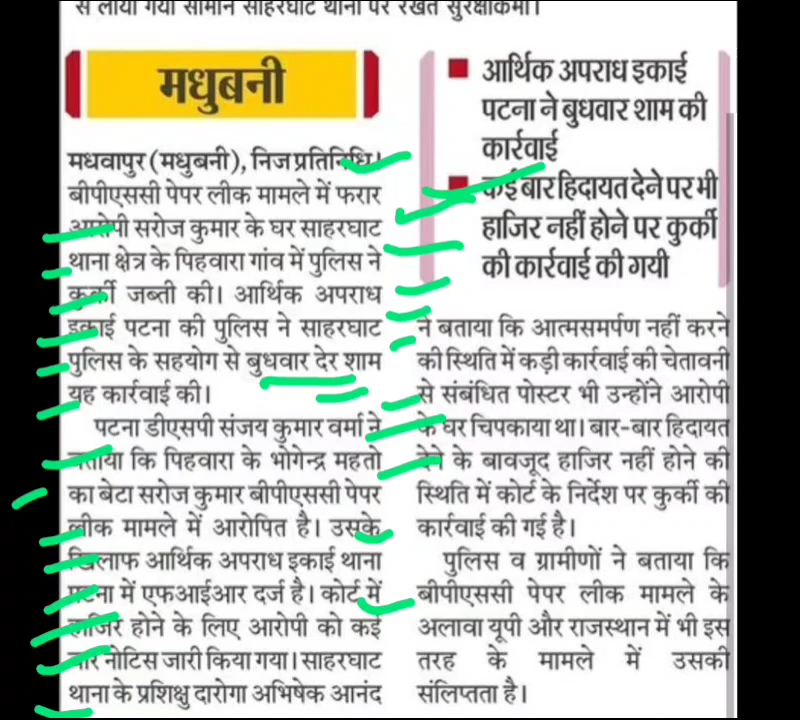 से लाया गया सामान साहरघाट थाना पर रखते सुरक्षाकर्मी।
मधुबनी
मधवापुर (मधुबनी), निज प्रतिनिधि।
बीपीएससी पेपर लीक मामले में फरार
आरोपी सरोज कुमार के घर साहरघाट
थाना क्षेत्र के पिहवारा गांव में पुलिस ने
कुर्की जब्ती की। आर्थिक अपराध
इकाई पटना की पुलिस ने साहरघाट
पुलिस के सहयोग से बुधवार देर शाम
यह कार्रवाई की।
पटना डीएसपी संजय कुमार वर्मा ने
बताया कि पिहवारा के भोगेन्द्र महतो
का बेटा सरोज कुमार बीपीएससी पेपर
लीक मामले में आरोपित है। उसके
खिलाफ आर्थिक अपराध इकाई थाना
पटना में एफआईआर दर्ज है। कोर्ट में
हाजिर होने के लिए आरोपी को कई
बार नोटिस जारी किया गया। साहरघाट
थाना के प्रशिक्षु दारोगा अभिषेक आनंद
आर्थिक अपराध इकाई
पटना ने बुधवार शाम की
कार्रवाई
कई बार हिदायत देने पर भी
हाजिर नहीं होने पर कुर्की
की कार्रवाई की गयी
ने बताया कि आत्मसमर्पण नहीं करने
की स्थिति में कड़ी कार्रवाई की चेतावनी
से संबंधित पोस्टर भी उन्होंने आरोपी
के घर चिपकाया था। बार-बार हिदायत
देने के बावजूद हाजिर नहीं होने की
स्थिति में कोर्ट के निर्देश पर कुर्की की
कार्रवाई की गई है।
पुलिस व ग्रामीणों ने बताया कि
बीपीएससी पेपर लीक मामले के
अलावा यूपी और राजस्थान में भी इस
तरह के मामले में उसकी
संलिप्तता है।